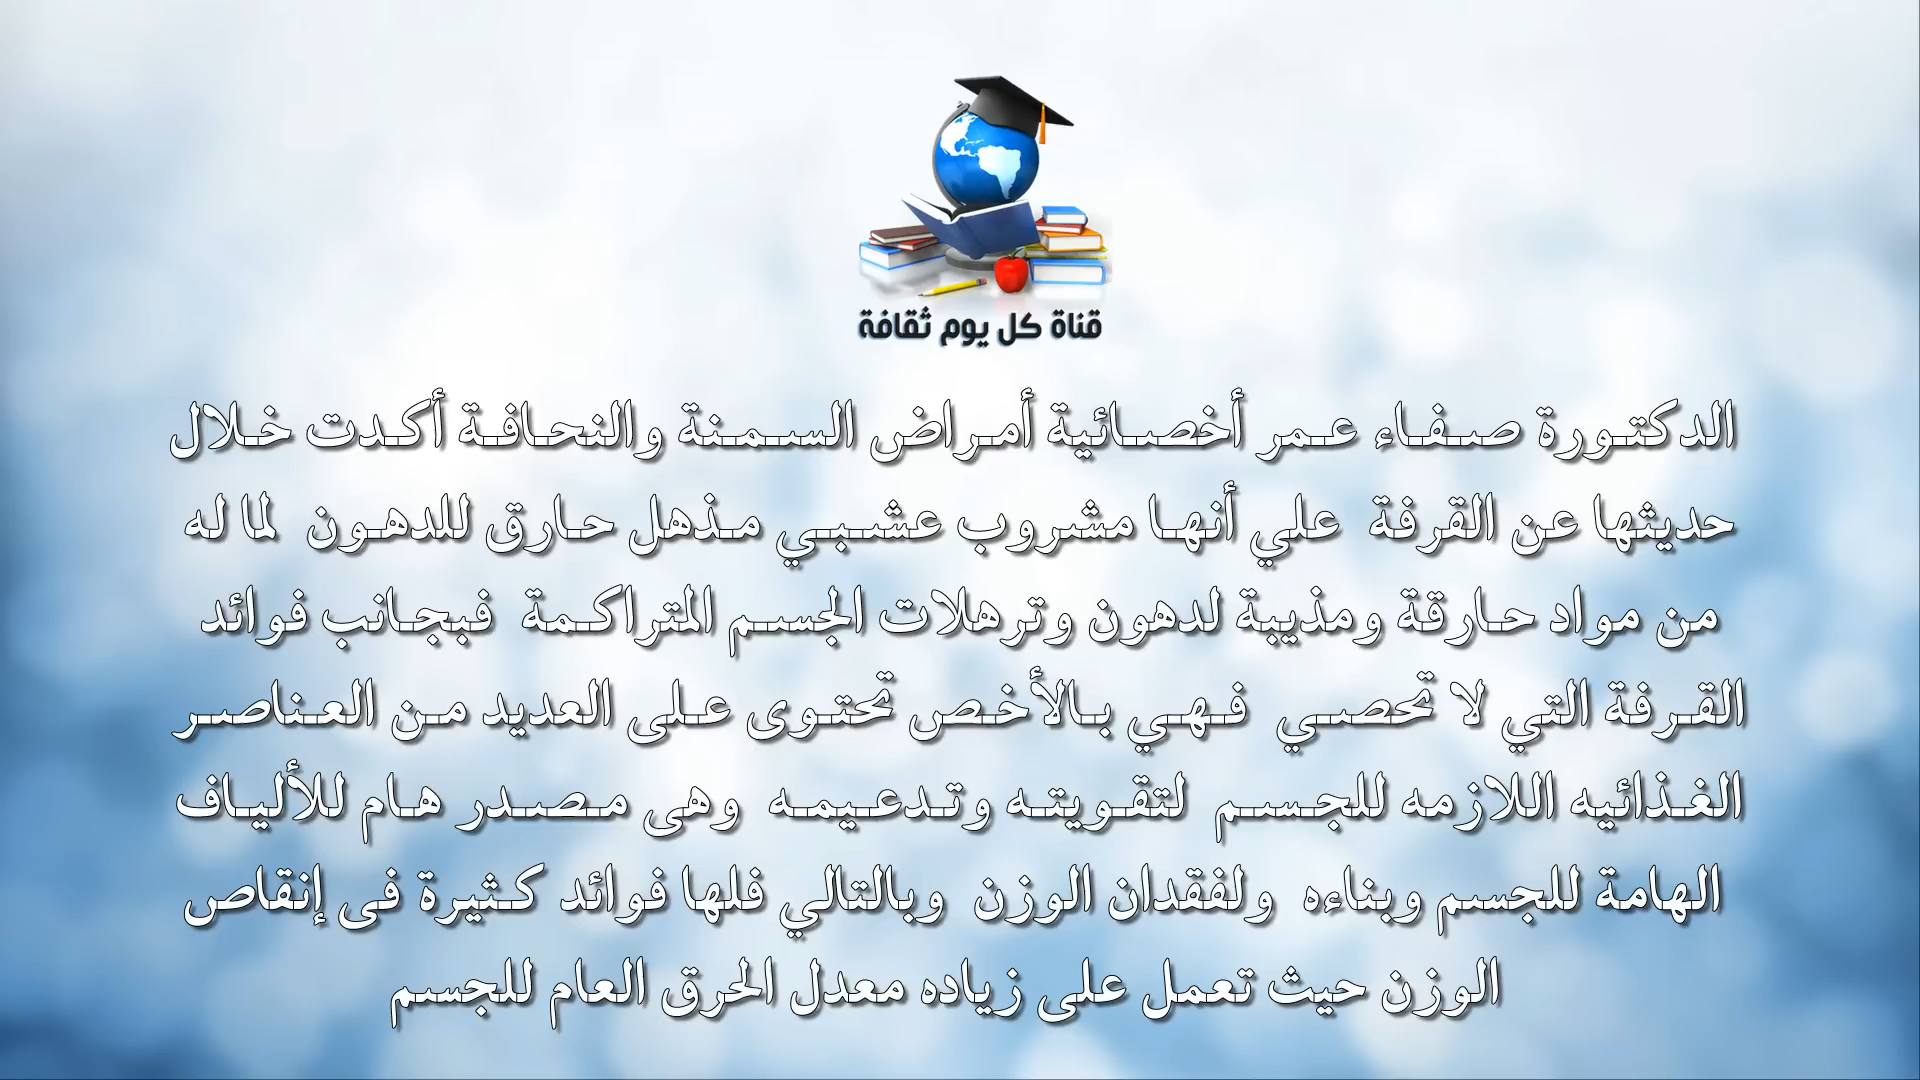 قناة كل يوم ثقافة
الدكتورة صفاء عمر أخصائية أمراض السمنة والنحافة أكدت خلال
حديثها عن القرفة علي أنها مشروب عشبي مذهل حارق للدهون لما له
من مواد حارقة ومذيبة لدهون وترهلات الجسم المتراكمة فبجانب فوائد
القرفة التي لا تحصي فهي بالأخص تحتوى على العديد من العناصر
الغذائيه اللازمه للجسم لتقويته وتدعيمه وهى مصدر هام للألياف
الهامة للجسم وبناءه ولفقدان الوزن وبالتالي فلها فوائد كثيرة فى إنقاص
الوزن حيث تعمل على زياده معدل الحرق العام للجسم